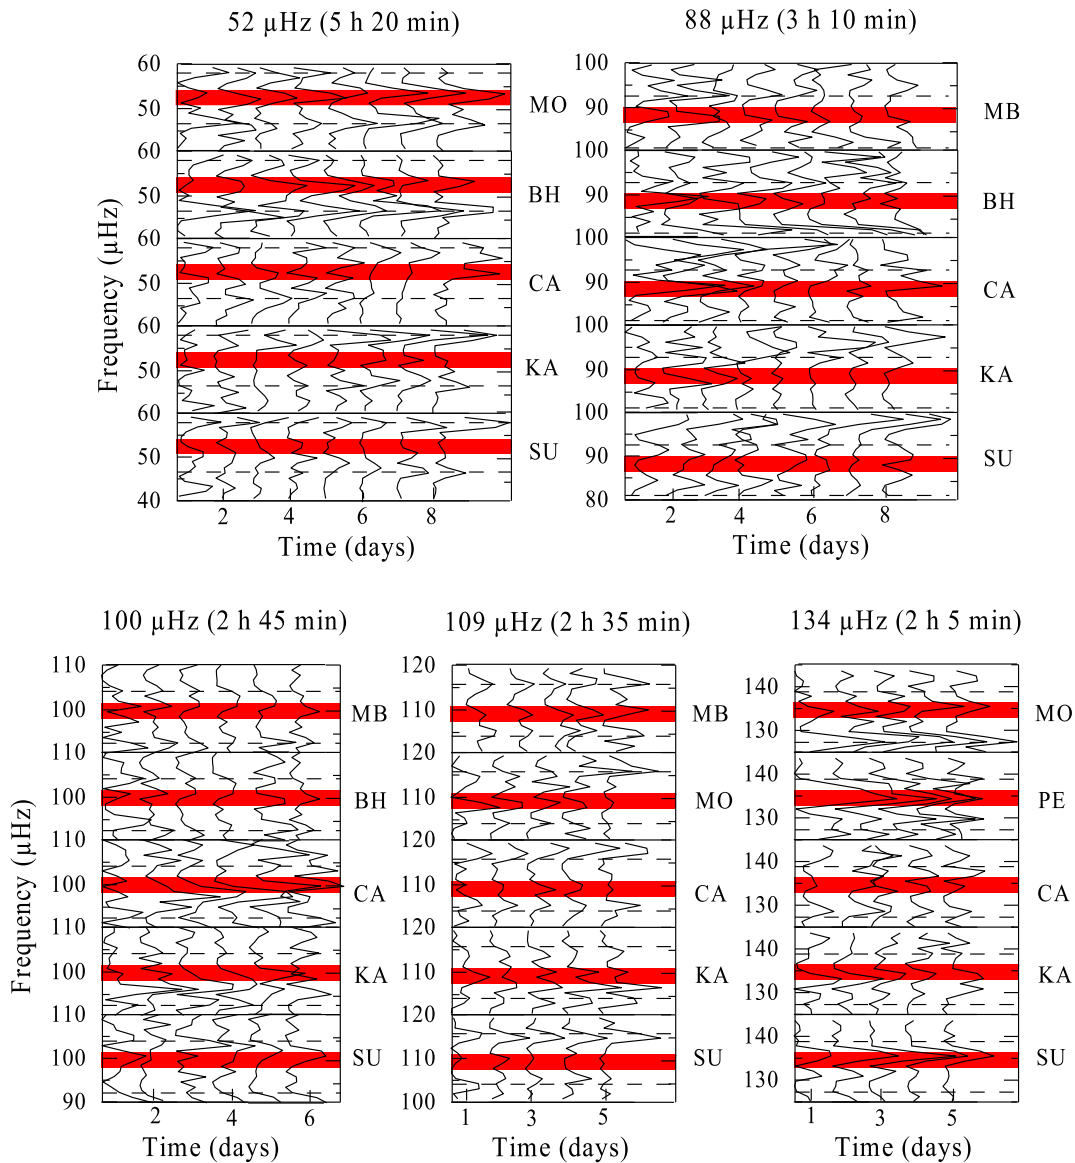 52 µHz (5 h 20 min)
88 µHz (3 h 10 min)
Frequency (µHz)
60
50
60
50
60
50
60
50
60
50
40
MO
BH
CA
KA
SU
2 4 6 8
Time (days)
100
90
100
90
100
90
100
90
100
90
80
MB
BH
CA
KA
SU
2 4 6 8
Time (days)
100 µHz (2 h 45 min)
109 µHz (2 h 35 min)
134 µHz (2 h 5 min)
Frequency (µHz)
110
100
110
100
110
100
110
100
110
100
90
MB
BH
CA
KA
SU
2 4 6
Time (days)
120
110
120
110
120
110
120
110
120
110
100
MB
MO
CA
KA
SU
1 3 5
Time (days)
140
130
140
130
140
130
140
130
140
130
MO
PE
CA
KA
SU
1 3 5
Time (days)